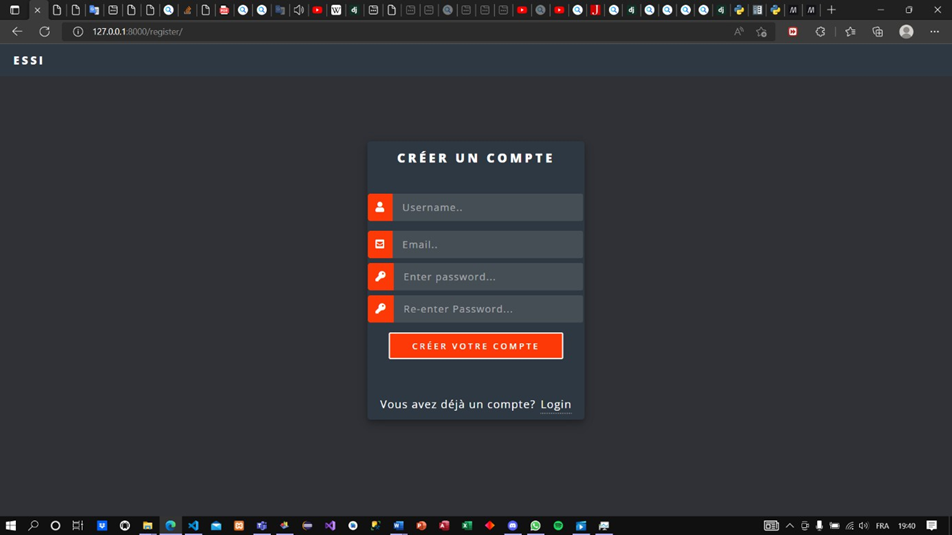 127.0.0.1:8000/register/
ESSI
CRÉER UN COMPTE
Username..
Email..
Enter password...
Re-enter Password...
CRÉER VOTRE COMPTE
Vous avez déjà un compte? Login
FRA
19:40